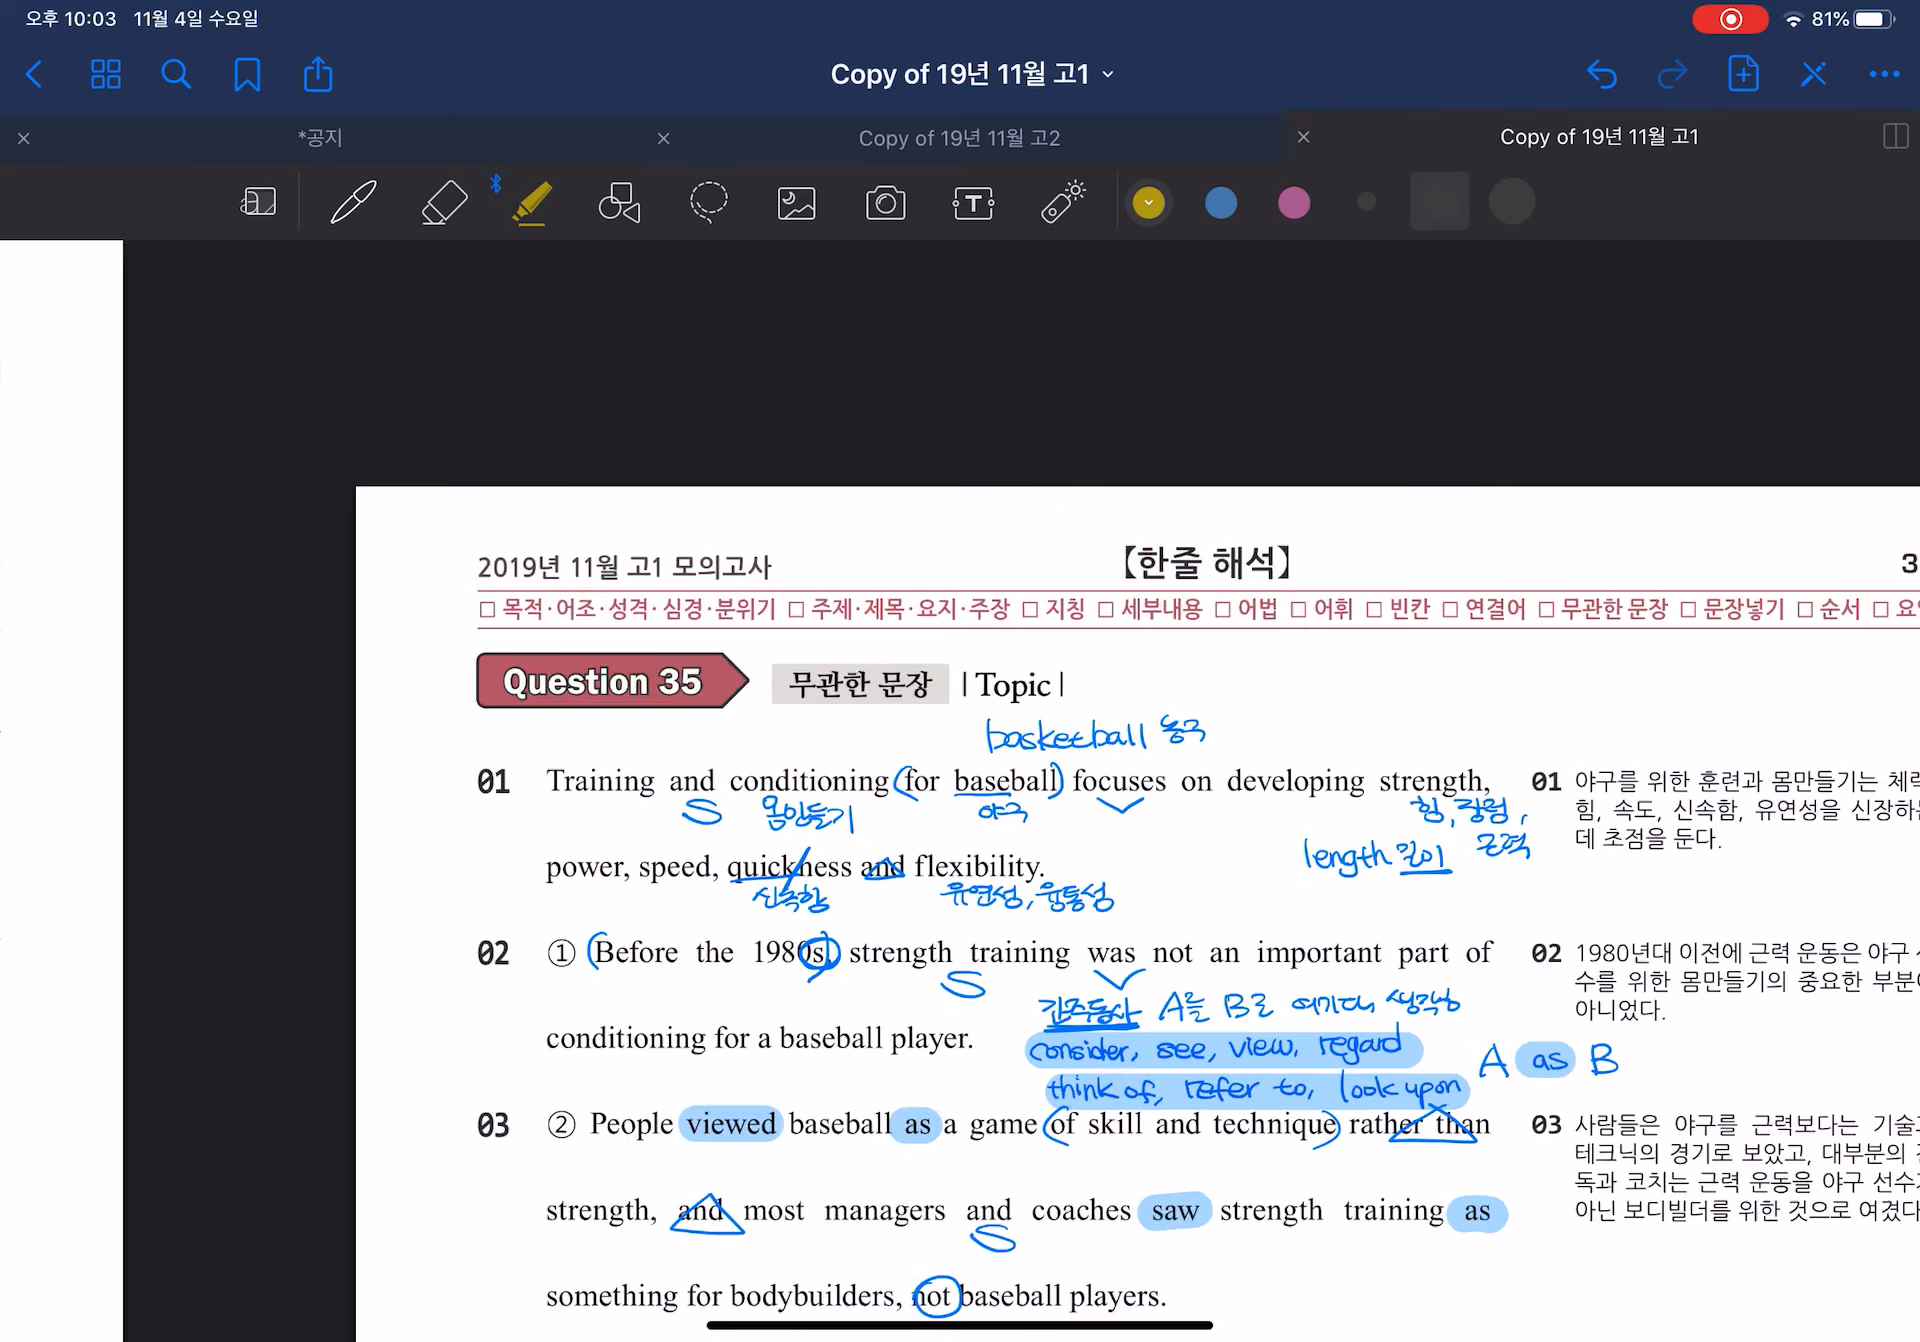 오후 10:03 11월 4일 수요일
81%
Copy of 19년 11월 고1
*공지
Copy of 19년 11월 고2
Copy of 19년 11월 고1
2019년 11월 고1 모의고사 【한줄 해석】 3
□ 목적·어조·성격·심경·분위기 □ 주제·제목·요지·주장 □ 지칭 □ 세부내용 □ 어법 □ 어휘 □ 빈칸 □ 연결어 □ 무관한 문장 □ 문장넣기 □ 순서 □ 요
Question 35 무관한 문장 | Topic |
basketball 농구
01 Training and conditioning (for baseball) focuses on developing strength,
S 몸만들기 야구 힘, 강렴,
length 길이 근력
power, speed, quickness and flexibility.
신속함 유연성, 융통성
02 ① (Before the 1980s), strength training was not an important part of
S
간주동사 A를 B로 여기다, 생각함
conditioning for a baseball player.
consider, see, view, regard
think of, refer to, look upon
A as B
03 ② People viewed baseball as a game (of skill and technique) rather than
strength, and most managers and coaches saw strength training as
S
something for bodybuilders, not baseball players.
01 야구를 위한 훈련과 몸만들기는 체력
힘, 속도, 신속함, 유연성을 신장하는
데 초점을 둔다.
02 1980년대 이전에 근력 운동은 야구 선
수를 위한 몸만들기의 중요한 부분이
아니었다.
03 사람들은 야구를 근력보다는 기술과
테크닉의 경기로 보았고, 대부분의 감
독과 코치는 근력 운동을 야구 선수가
아닌 보디빌더를 위한 것으로 여겼다